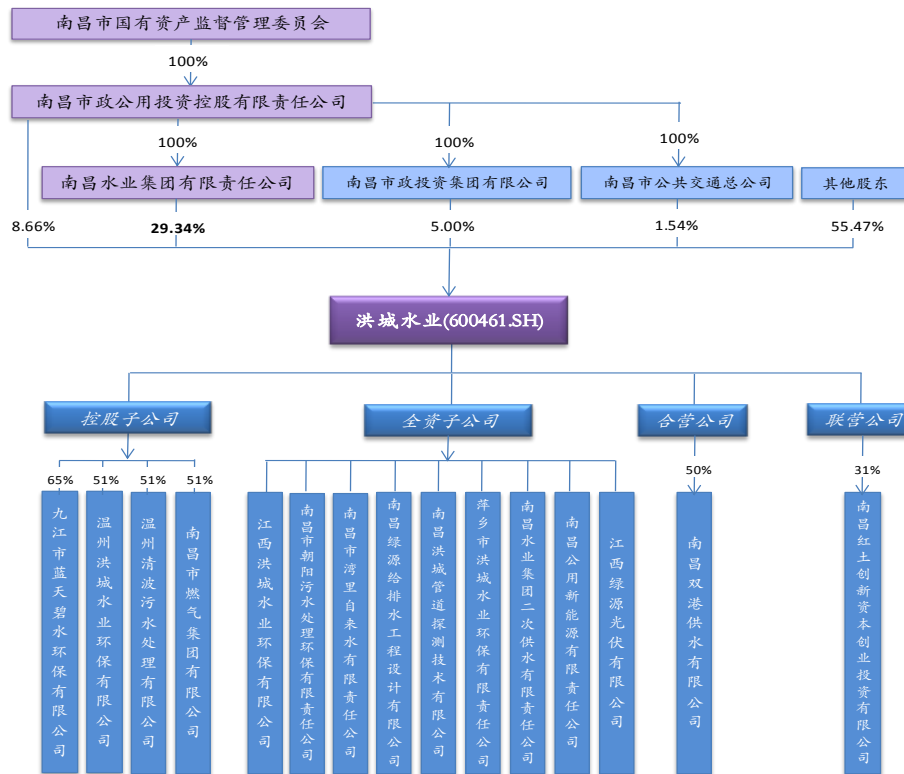 南昌市国有资产监督管理委员会
100%
南昌市政公用投资控股有限责任公司
100%
100%
100%
南昌水业集团有限责任公司
南昌市政投资集团有限公司
南昌市公共交通总公司
其他股东
8.66%
29.34%
5.00%
1.54%
55.47%
洪城水业(600461.SH)
控股子公司
全资子公司
合营公司
联营公司
65%
51%
51%
51%
50%
31%
九江市蓝天碧水环保有限公司
温州洪城水业环保有限公司
温州清波污水处理有限公司
南昌市燃气集团有限公司
江西洪城水业环保有限公司
南昌市朝阳污水处理环保有限责任公司
南昌市湾里自来水有限责任公司
南昌绿源给排水工程设计有限公司
南昌洪城管道探测技术有限公司
萍乡市洪城水业环保有限责任公司
南昌水业集团二次供水有限责任公司
南昌公用新能源有限责任公司
江西绿源光伏有限公司
南昌双港供水有限公司
南昌红土创新资本创业投资有限公司